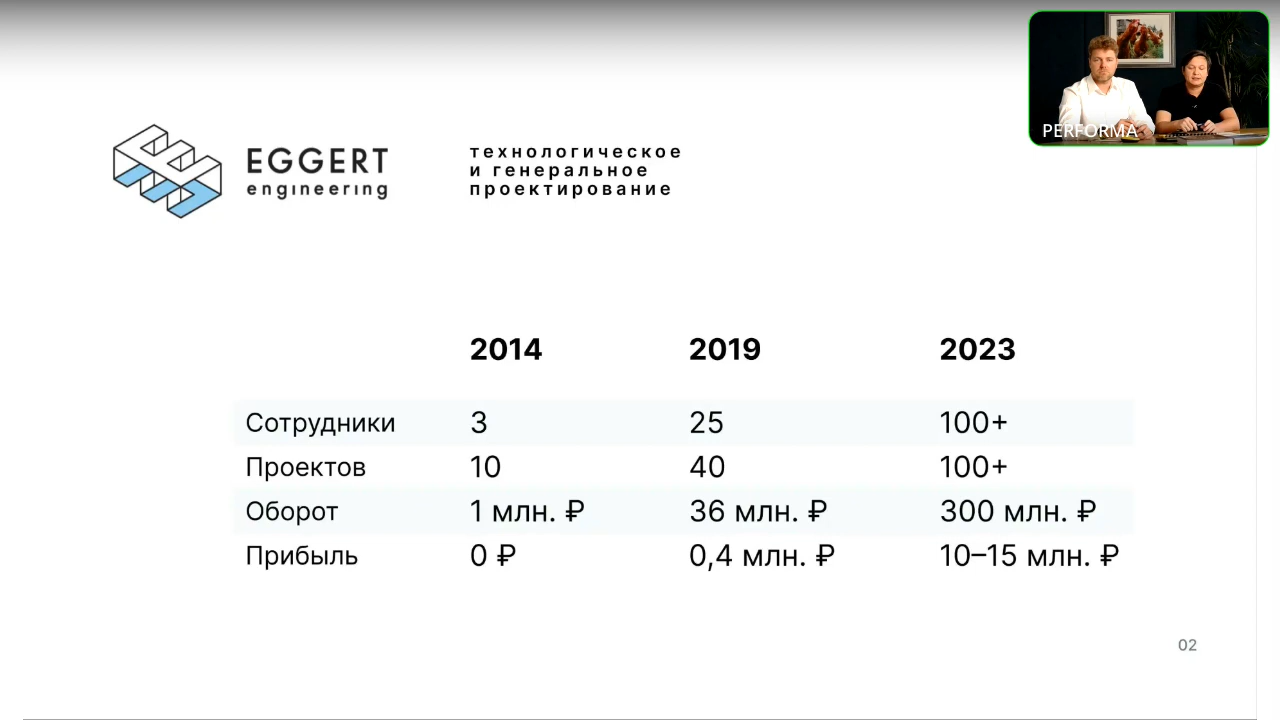 PERFORMA
EGGERT
engineering
технологическое
и генеральное
проектирование
2014 2019 2023
Сотрудники 3 25 100+
Проектов 10 40 100+
Оборот 1 млн. ₽ 36 млн. ₽ 300 млн. ₽
Прибыль 0 ₽ 0,4 млн. ₽ 10–15 млн. ₽
02